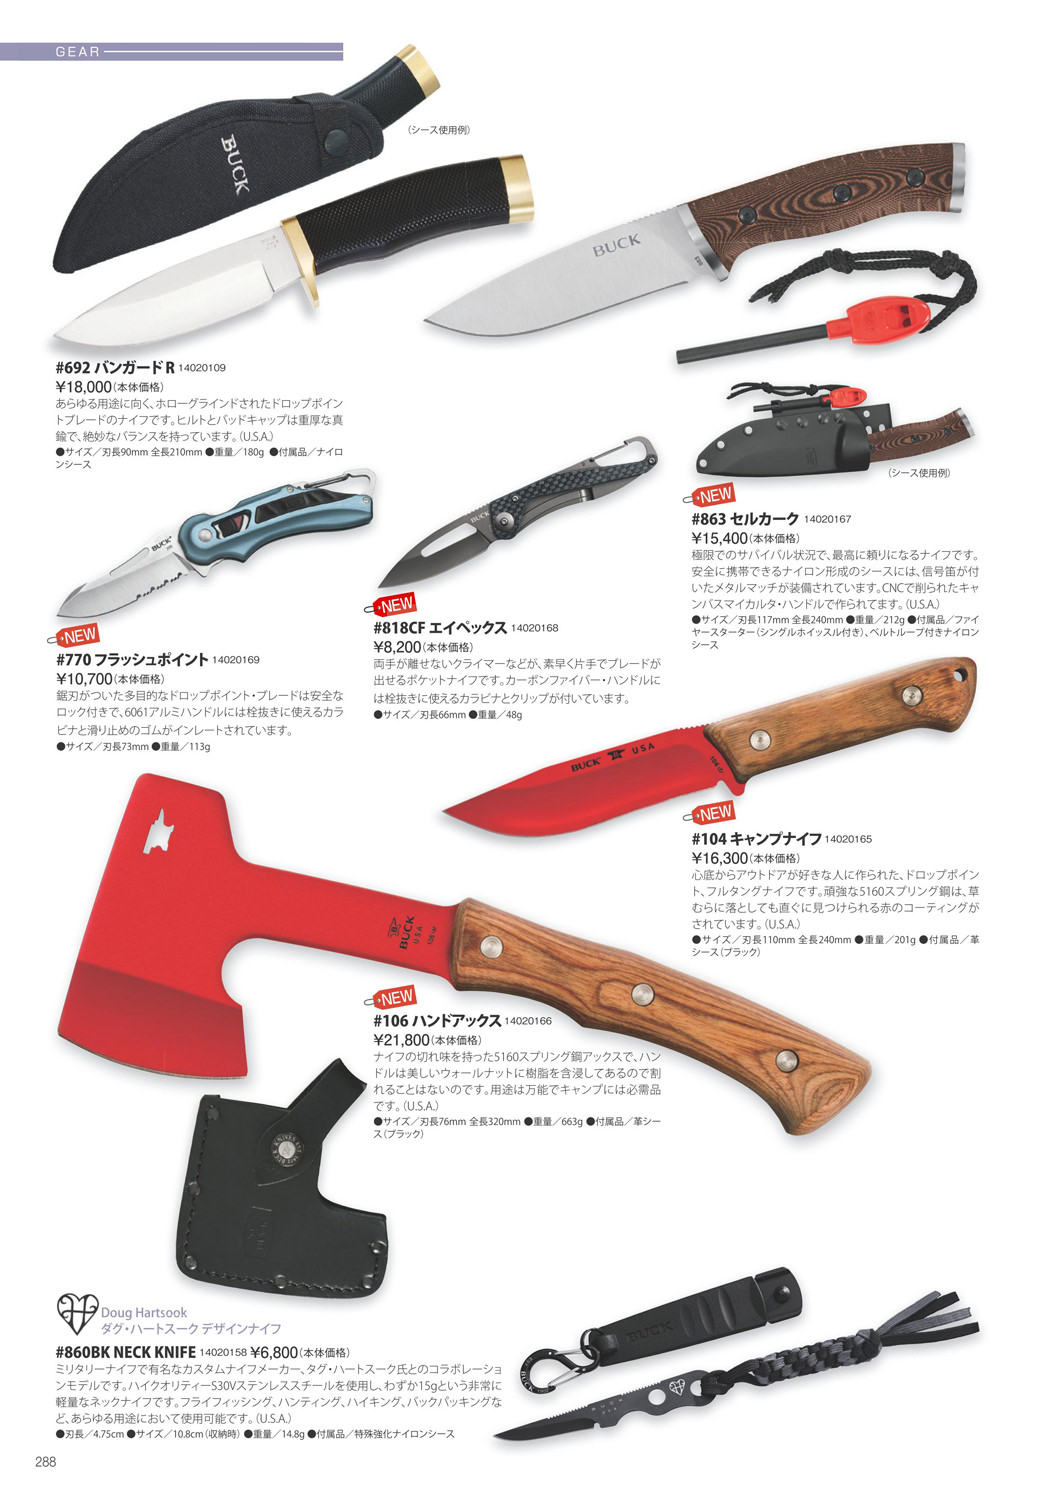 GEAR
（シース使用例）
BUCK
BUCK
#692 バンガード R 14020109
¥18,000（本体価格）
あらゆる用途に向く、ホローグラインドされたドロップポイン
トブレードのナイフです。ヒルトとバッドキャップは重厚な真
鍮で、絶妙なバランスを持っています。（U.S.A.）
●サイズ／刃長90mm 全長210mm ●重量／180g ●付属品／ナイロ
ンシース
（シース使用例）
NEW
#863 セルカーク 14020167
¥15,400（本体価格）
極限でのサバイバル状況で、最高に頼りになるナイフです。
安全に携帯できるナイロン形成のシースには、信号笛が付
いたメタルマッチが装備されています。CNCで削られたキャ
ンバスマイカルタ・ハンドルで作られてます。（U.S.A.）
●サイズ／刃長117mm 全長240mm ●重量／212g ●付属品／ファイ
ヤースターター（シングルホイッスル付き）、ベルトループ付きナイロン
シース
BUCK
NEW
#770 フラッシュポイント 14020169
¥10,700（本体価格）
鋸刃がついた多目的なドロップポイント・ブレードは安全な
ロック付きで、6061アルミハンドルには栓抜きに使えるカラ
ビナと滑り止めのゴムがインレートされています。
●サイズ／刃長73mm ●重量／113g
BUCK
NEW
#818CF エイペックス 14020168
¥8,200（本体価格）
両手が離せないクライマーなどが、素早く片手でブレードが
出せるポケットナイフです。カーボンファイバー・ハンドルに
は栓抜きに使えるカラビナとクリップが付いています。
●サイズ／刃長66mm ●重量／48g
BUCK USA
NEW
#104 キャンプナイフ 14020165
¥16,300（本体価格）
心底からアウトドアが好きな人に作られた、ドロップポイン
ト、フルタングナイフです。頑強な5160スプリング鋼は、草
むらに落としても直ぐに見つけられる赤のコーティングが
されています。（U.S.A.）
●サイズ／刃長110mm 全長240mm ●重量／201g ●付属品／革
シース（ブラック）
BUCK
USA
NEW
#106 ハンドアックス 14020166
¥21,800（本体価格）
ナイフの切れ味を持った5160スプリング鋼アックスで、ハン
ドルは美しいウォールナットに樹脂を含浸してあるので割
れることはないのです。用途は万能でキャンプには必需品
です。（U.S.A.）
●サイズ／刃長76mm 全長320mm ●重量／663g ●付属品／革シー
ス（ブラック）
Doug Hartsook
ダグ・ハートスーク デザインナイフ
#860BK NECK KNIFE 14020158 ¥6,800（本体価格）
ミリタリーナイフで有名なカスタムナイフメーカー、タグ・ハートスーク氏とのコラボレーショ
ンモデルです。ハイクオリティーS30Vステンレススチールを使用し、わずか15gという非常に
軽量なネックナイフです。フライフィッシング、ハンティング、ハイキング、バックパッキングな
ど、あらゆる用途において使用可能です。（U.S.A.）
●刃長／4.75cm ●サイズ／10.8cm（収納時） ●重量／14.8g ●付属品／特殊強化ナイロンシース
BUCK
288